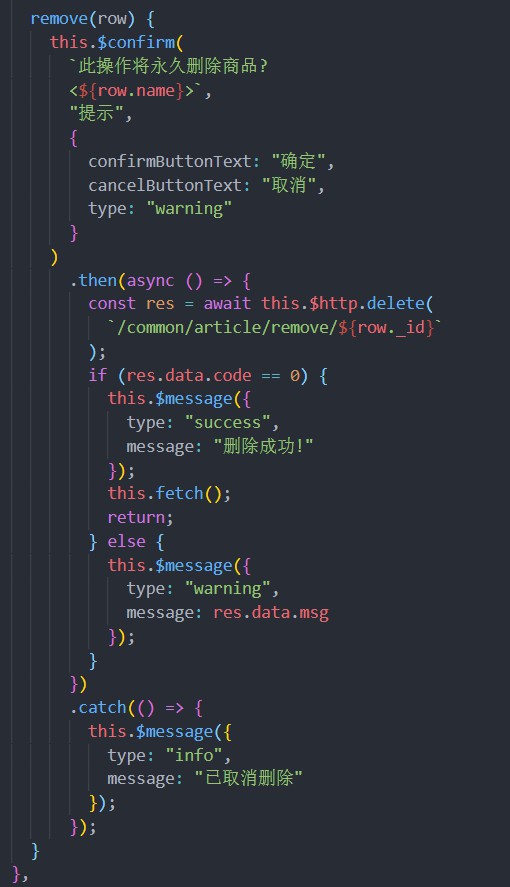 remove(row) {
this.$confirm(
`此操作将永久删除商品?
<${row.name}>`,
"提示",
{
confirmButtonText: "确定",
cancelButtonText: "取消",
type: "warning"
}
)
.then(async () => {
const res = await this.$http.delete(
`/common/article/remove/${row._id}`
);
if (res.data.code == 0) {
this.$message({
type: "success",
message: "删除成功!"
});
this.fetch();
return;
} else {
this.$message({
type: "warning",
message: res.data.msg
});
}
})
.catch(() => {
this.$message({
type: "info",
message: "已取消删除"
});
});
}
},